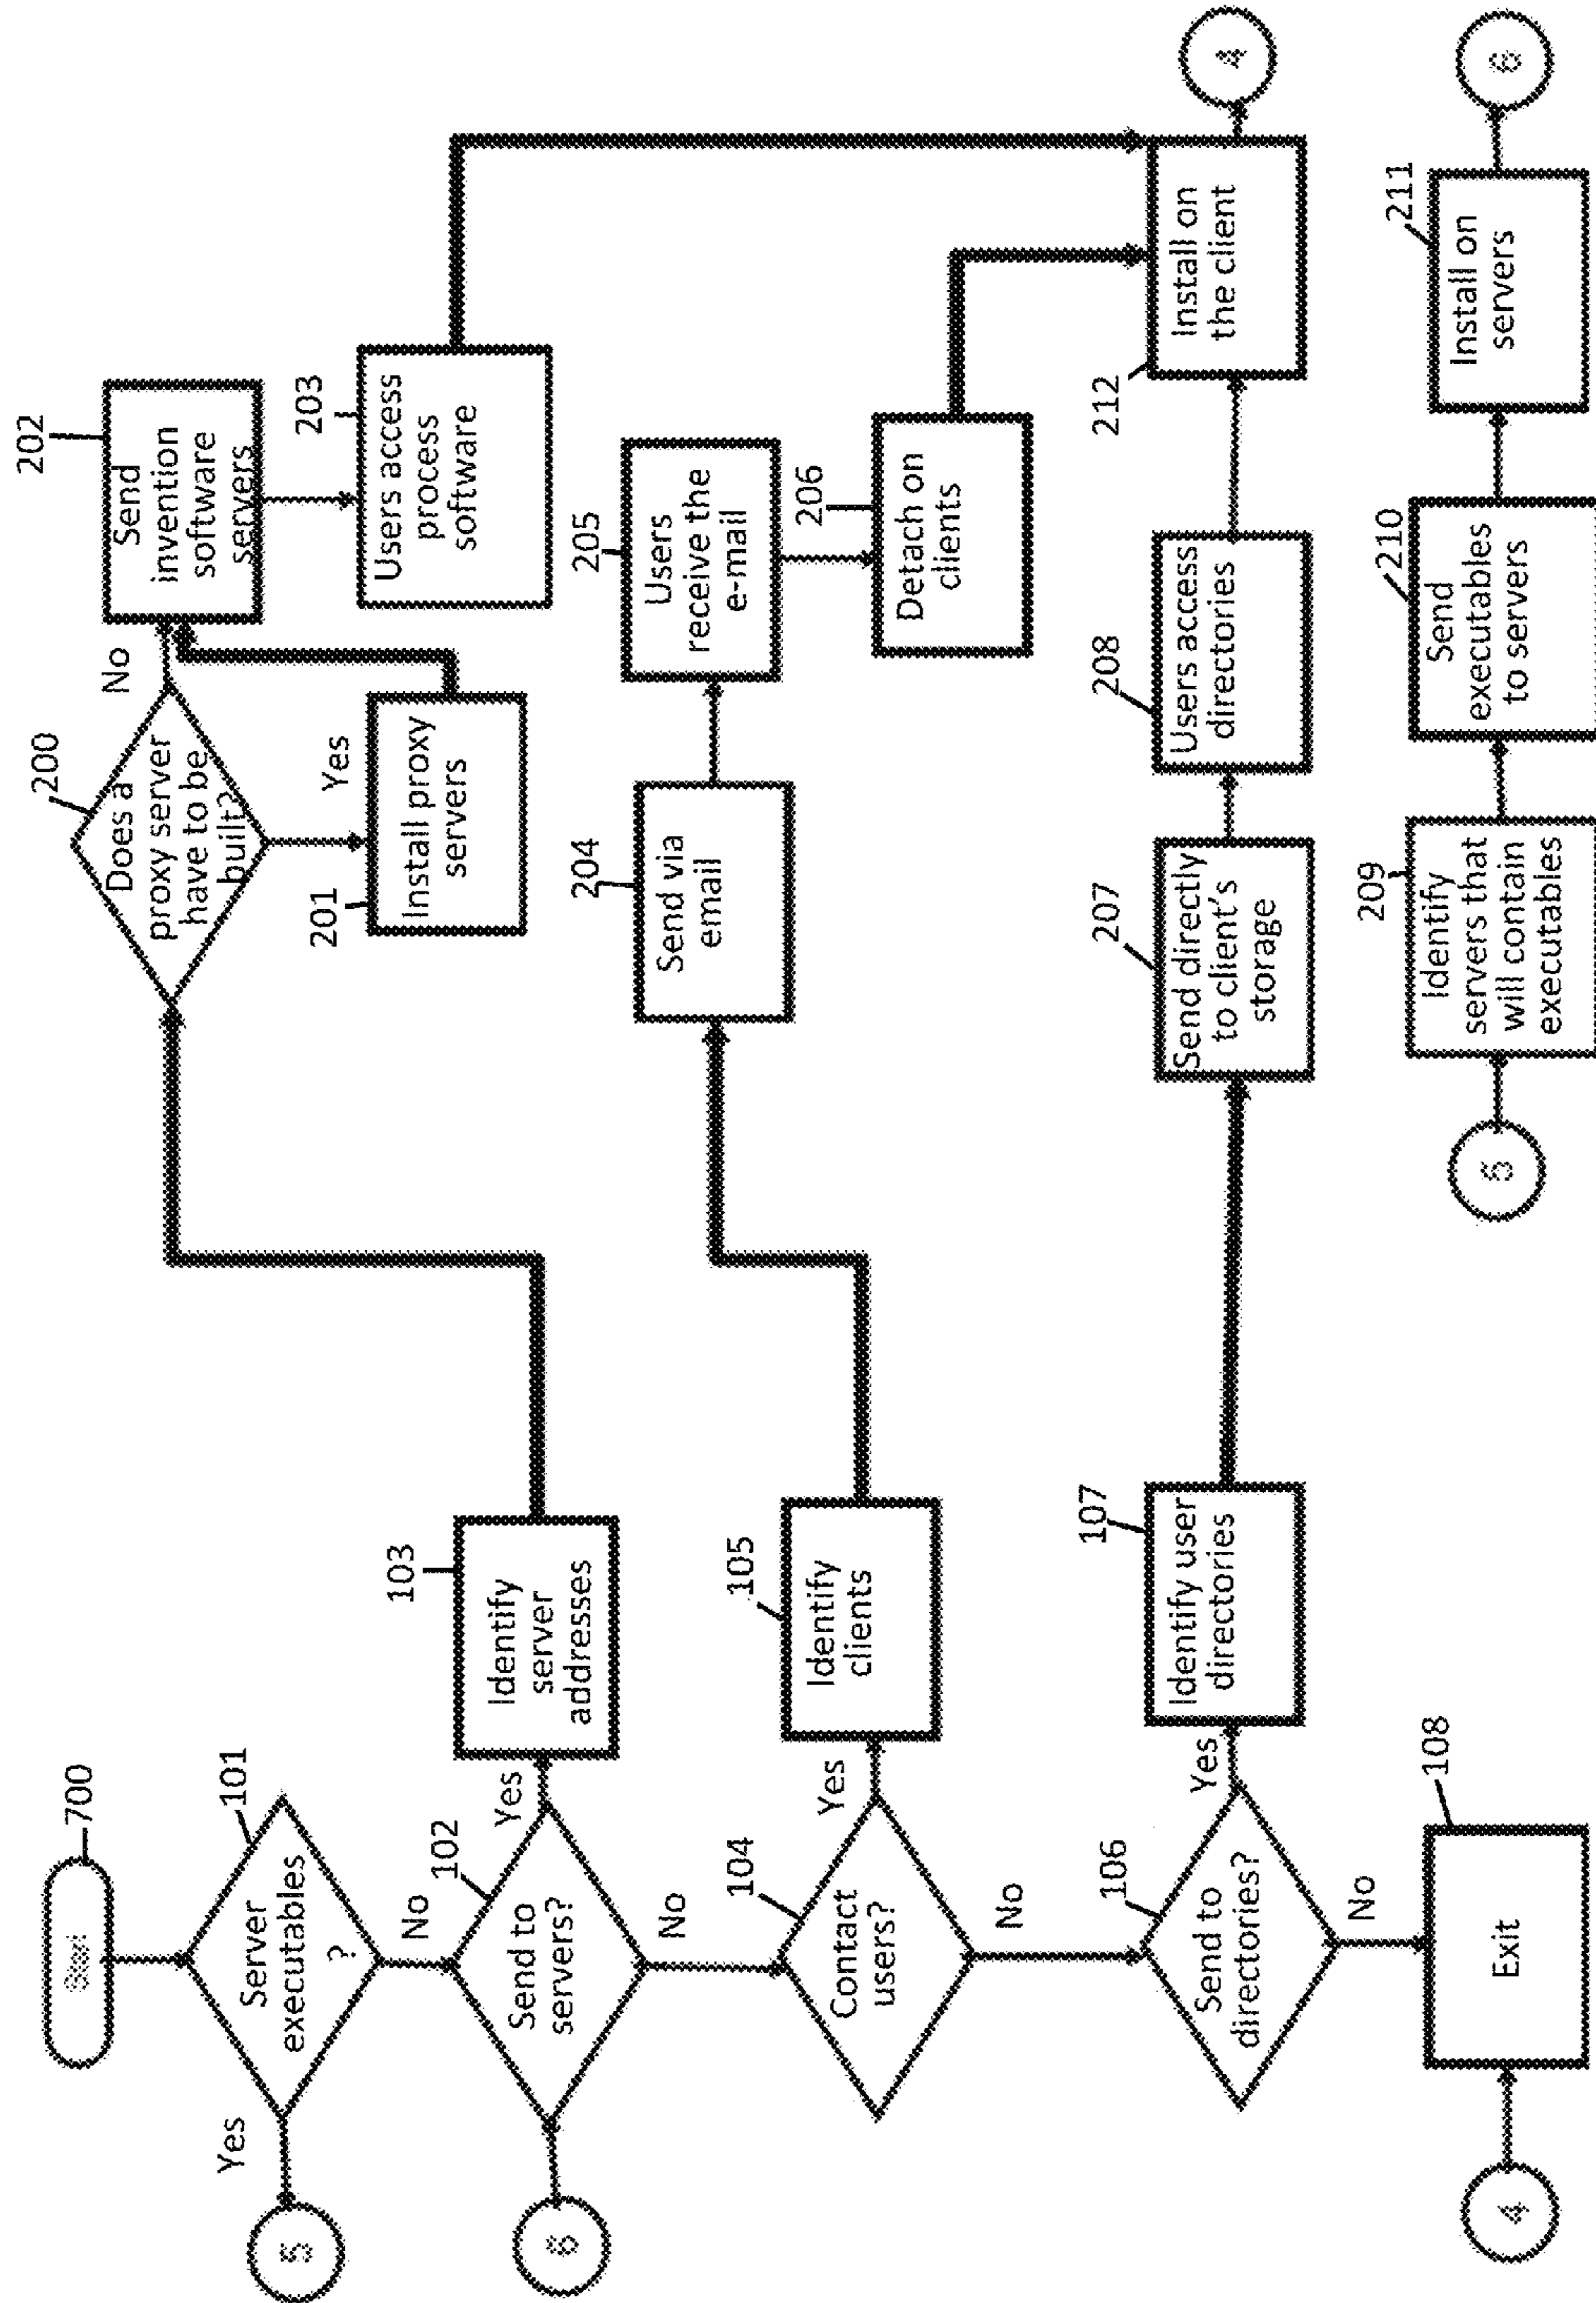 700
Start
101
Server
executables
?
Yes
5
No
102
Send to
servers?
6
Yes
103
Identify
server
addresses
No
104
Contact
users?
Yes
105
Identify
clients
No
106
Send to
directories?
Yes
107
Identify user
directories
No
108
Exit
4
200
Does a
proxy server
have to be
built?
No
Yes
201
Install proxy
servers
202
Send
invention
software
servers
203
Users access
process
software
204
Send via
email
205
Users
receive the
e-mail
206
Detach on
clients
207
Send directly
to client's
storage
208
Users access
directories
212
Install on
the client
4
5
209
Identify
servers that
will contain
executables
210
Send
executables
to servers
211
Install on
servers
6